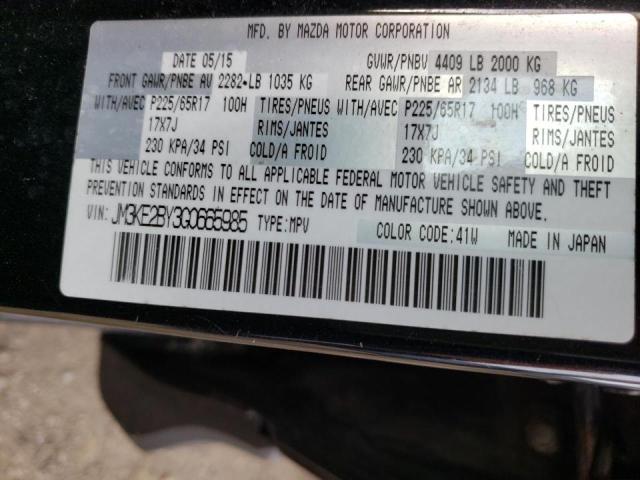 MFD. BY MAZDA MOTOR CORPORATION
DATE 05/15 GVWR/PNBV 4409 LB 2000 KG
FRONT GAWR/PNBE AV 2282 LB 1035 KG REAR GAWR/PNBE AR 2134 LB 968 KG
WITH/AVEC P225/65R17 100H TIRES/PNEUS WITH/AVEC P225/65R17 100H TIRES/PNEUS
17X7J RIMS/JANTES 17X7J RIMS/JANTES
230 KPA/34 PSI COLD/A FROID 230 KPA/34 PSI COLD/A FROID
THIS VEHICLE CONFORMS TO ALL APPLICABLE FEDERAL MOTOR VEHICLE SAFETY AND THEFT
PREVENTION STANDARDS IN EFFECT ON THE DATE OF MANUFACTURE SHOWN ABOVE.
VIN: JM3KE2BY3G0665985 TYPE: MPV
COLOR CODE: 41W MADE IN JAPAN